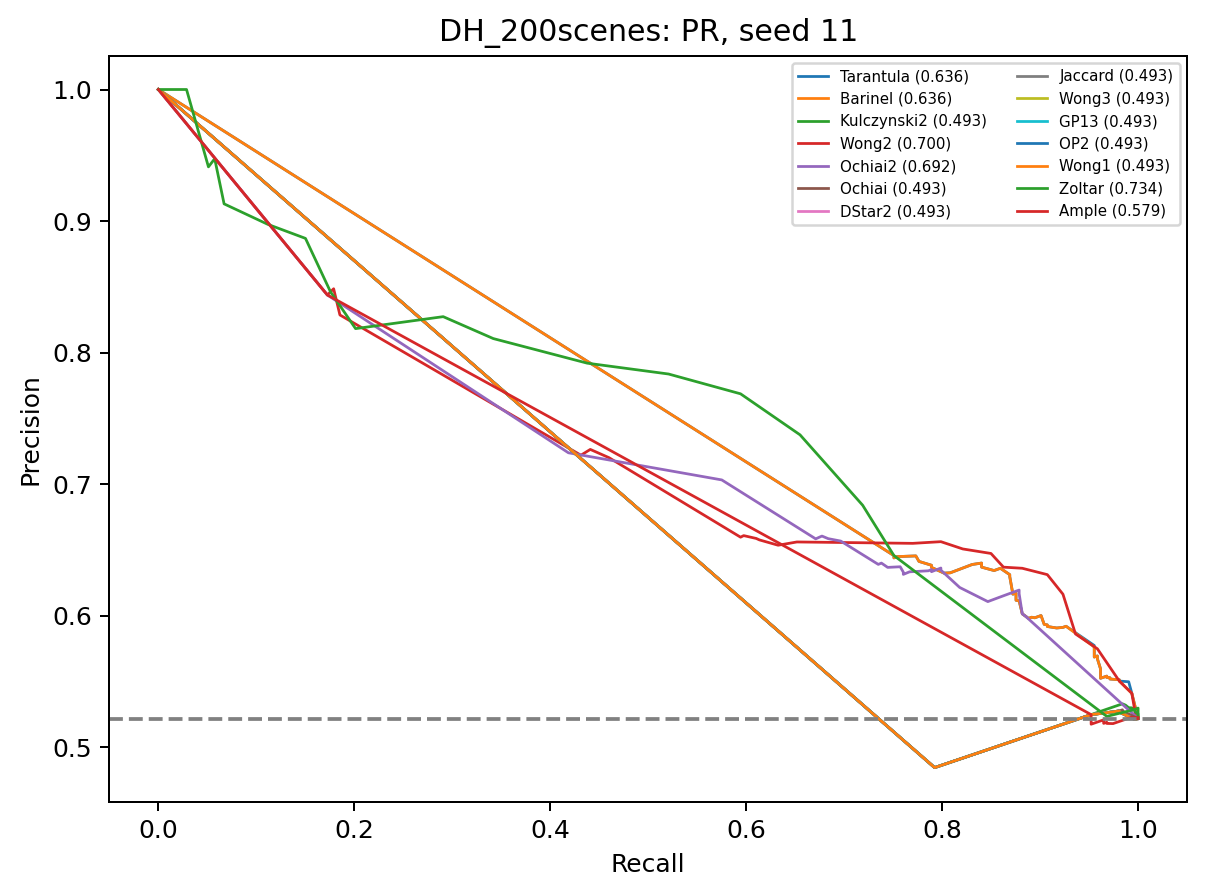 DH_200scenes: PR, seed 11
Tarantula (0.636)
Barinel (0.636)
Kulczynski2 (0.493)
Wong2 (0.700)
Ochiai2 (0.692)
Ochiai (0.493)
DStar2 (0.493)
Jaccard (0.493)
Wong3 (0.493)
GP13 (0.493)
OP2 (0.493)
Wong1 (0.493)
Zoltar (0.734)
Ample (0.579)
Precision
1.0
0.9
0.8
0.7
0.6
0.5
0.0 0.2 0.4 0.6 0.8 1.0
Recall